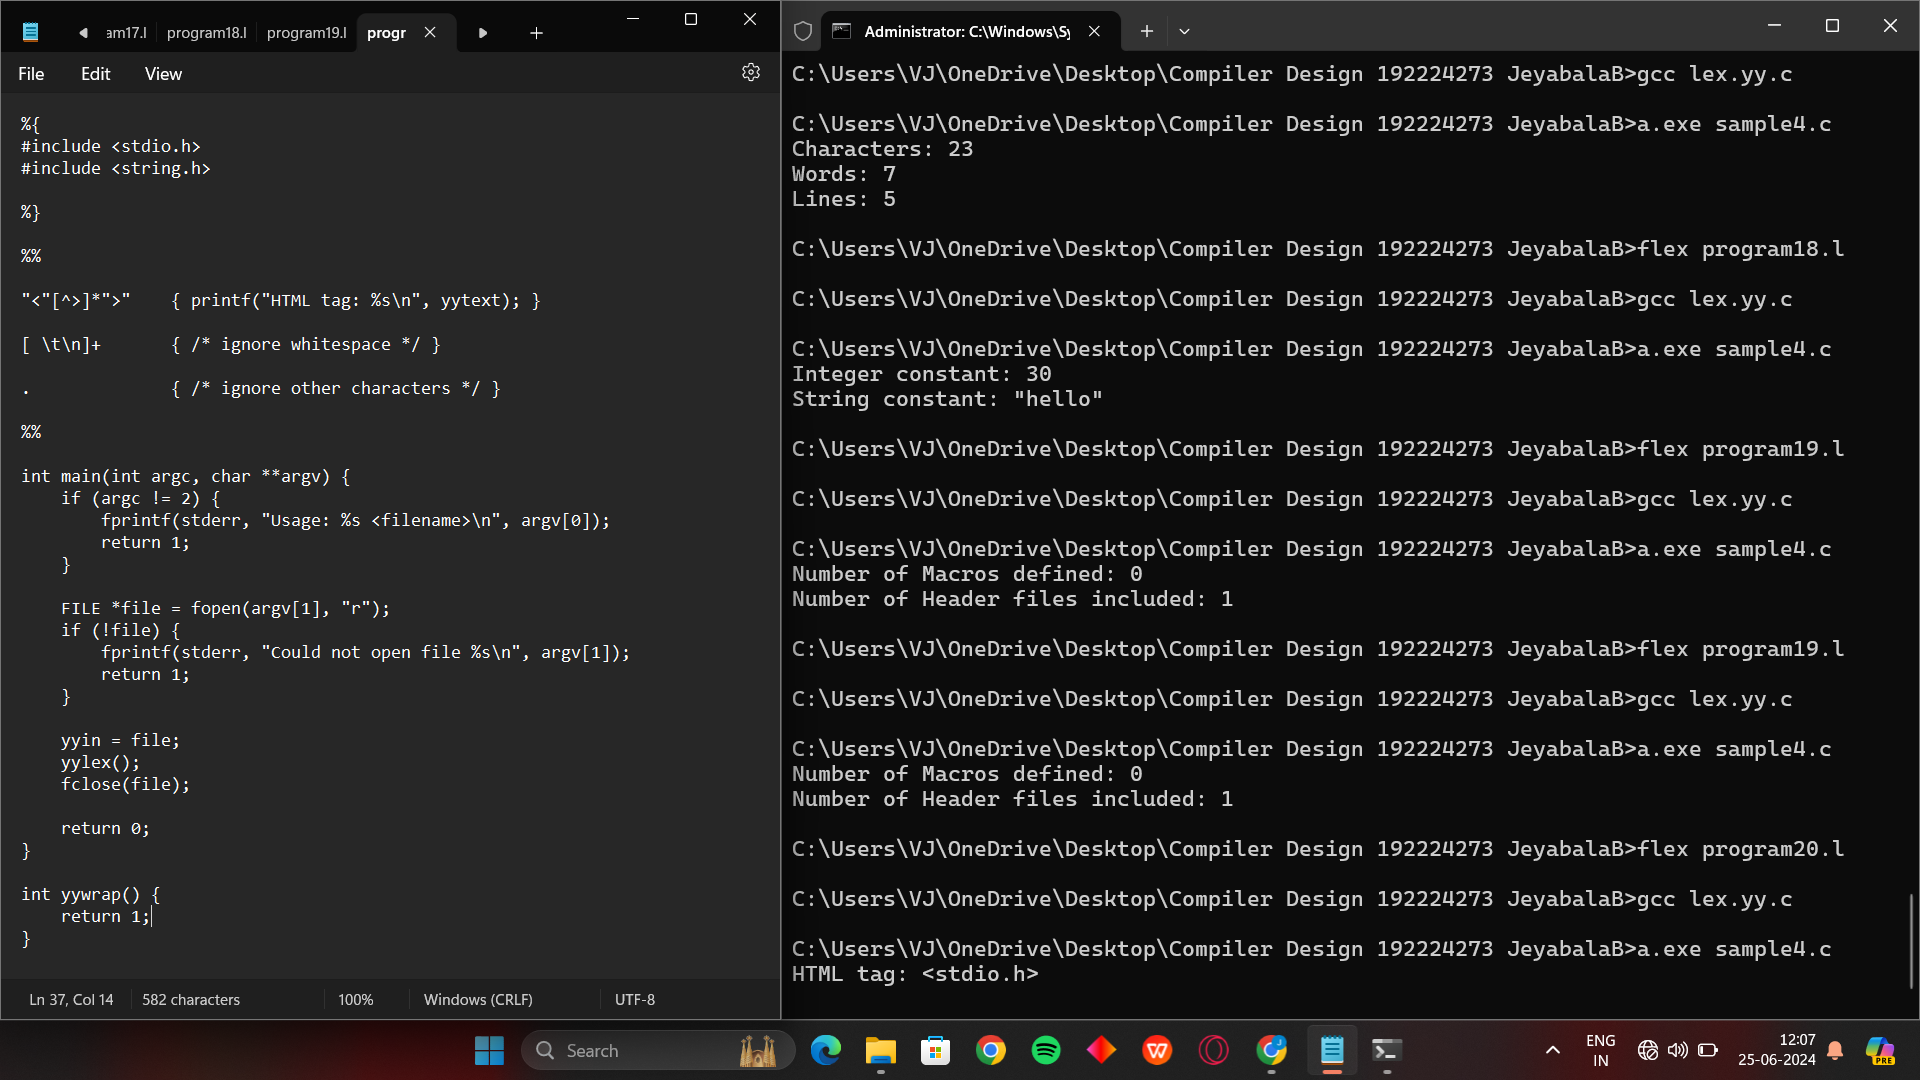 am17.l program18.l program19.l progr
File Edit View
%{
#include <stdio.h>
#include <string.h>
%}
%%
"<"[^>]*">"    { printf("HTML tag: %s\n", yytext); }
[ \t\n]+       { /* ignore whitespace */ }
.              { /* ignore other characters */ }
%%
int main(int argc, char **argv) {
    if (argc != 2) {
        fprintf(stderr, "Usage: %s <filename>\n", argv[0]);
        return 1;
    }
    FILE *file = fopen(argv[1], "r");
    if (!file) {
        fprintf(stderr, "Could not open file %s\n", argv[1]);
        return 1;
    }
    yyin = file;
    yylex();
    fclose(file);
    return 0;
}
int yywrap() {
    return 1;
}
Ln 37, Col 14 582 characters 100% Windows (CRLF) UTF-8
Administrator: C:\Windows\Sy
C:\Users\VJ\OneDrive\Desktop\Compiler Design 192224273 JeyabalaB>gcc lex.yy.c
C:\Users\VJ\OneDrive\Desktop\Compiler Design 192224273 JeyabalaB>a.exe sample4.c
Characters: 23
Words: 7
Lines: 5
C:\Users\VJ\OneDrive\Desktop\Compiler Design 192224273 JeyabalaB>flex program18.l
C:\Users\VJ\OneDrive\Desktop\Compiler Design 192224273 JeyabalaB>gcc lex.yy.c
C:\Users\VJ\OneDrive\Desktop\Compiler Design 192224273 JeyabalaB>a.exe sample4.c
Integer constant: 30
String constant: "hello"
C:\Users\VJ\OneDrive\Desktop\Compiler Design 192224273 JeyabalaB>flex program19.l
C:\Users\VJ\OneDrive\Desktop\Compiler Design 192224273 JeyabalaB>gcc lex.yy.c
C:\Users\VJ\OneDrive\Desktop\Compiler Design 192224273 JeyabalaB>a.exe sample4.c
Number of Macros defined: 0
Number of Header files included: 1
C:\Users\VJ\OneDrive\Desktop\Compiler Design 192224273 JeyabalaB>flex program19.l
C:\Users\VJ\OneDrive\Desktop\Compiler Design 192224273 JeyabalaB>gcc lex.yy.c
C:\Users\VJ\OneDrive\Desktop\Compiler Design 192224273 JeyabalaB>a.exe sample4.c
Number of Macros defined: 0
Number of Header files included: 1
C:\Users\VJ\OneDrive\Desktop\Compiler Design 192224273 JeyabalaB>flex program20.l
C:\Users\VJ\OneDrive\Desktop\Compiler Design 192224273 JeyabalaB>gcc lex.yy.c
C:\Users\VJ\OneDrive\Desktop\Compiler Design 192224273 JeyabalaB>a.exe sample4.c
HTML tag: <stdio.h>
Search
ENG
IN
12:07
25-06-2024
PRE